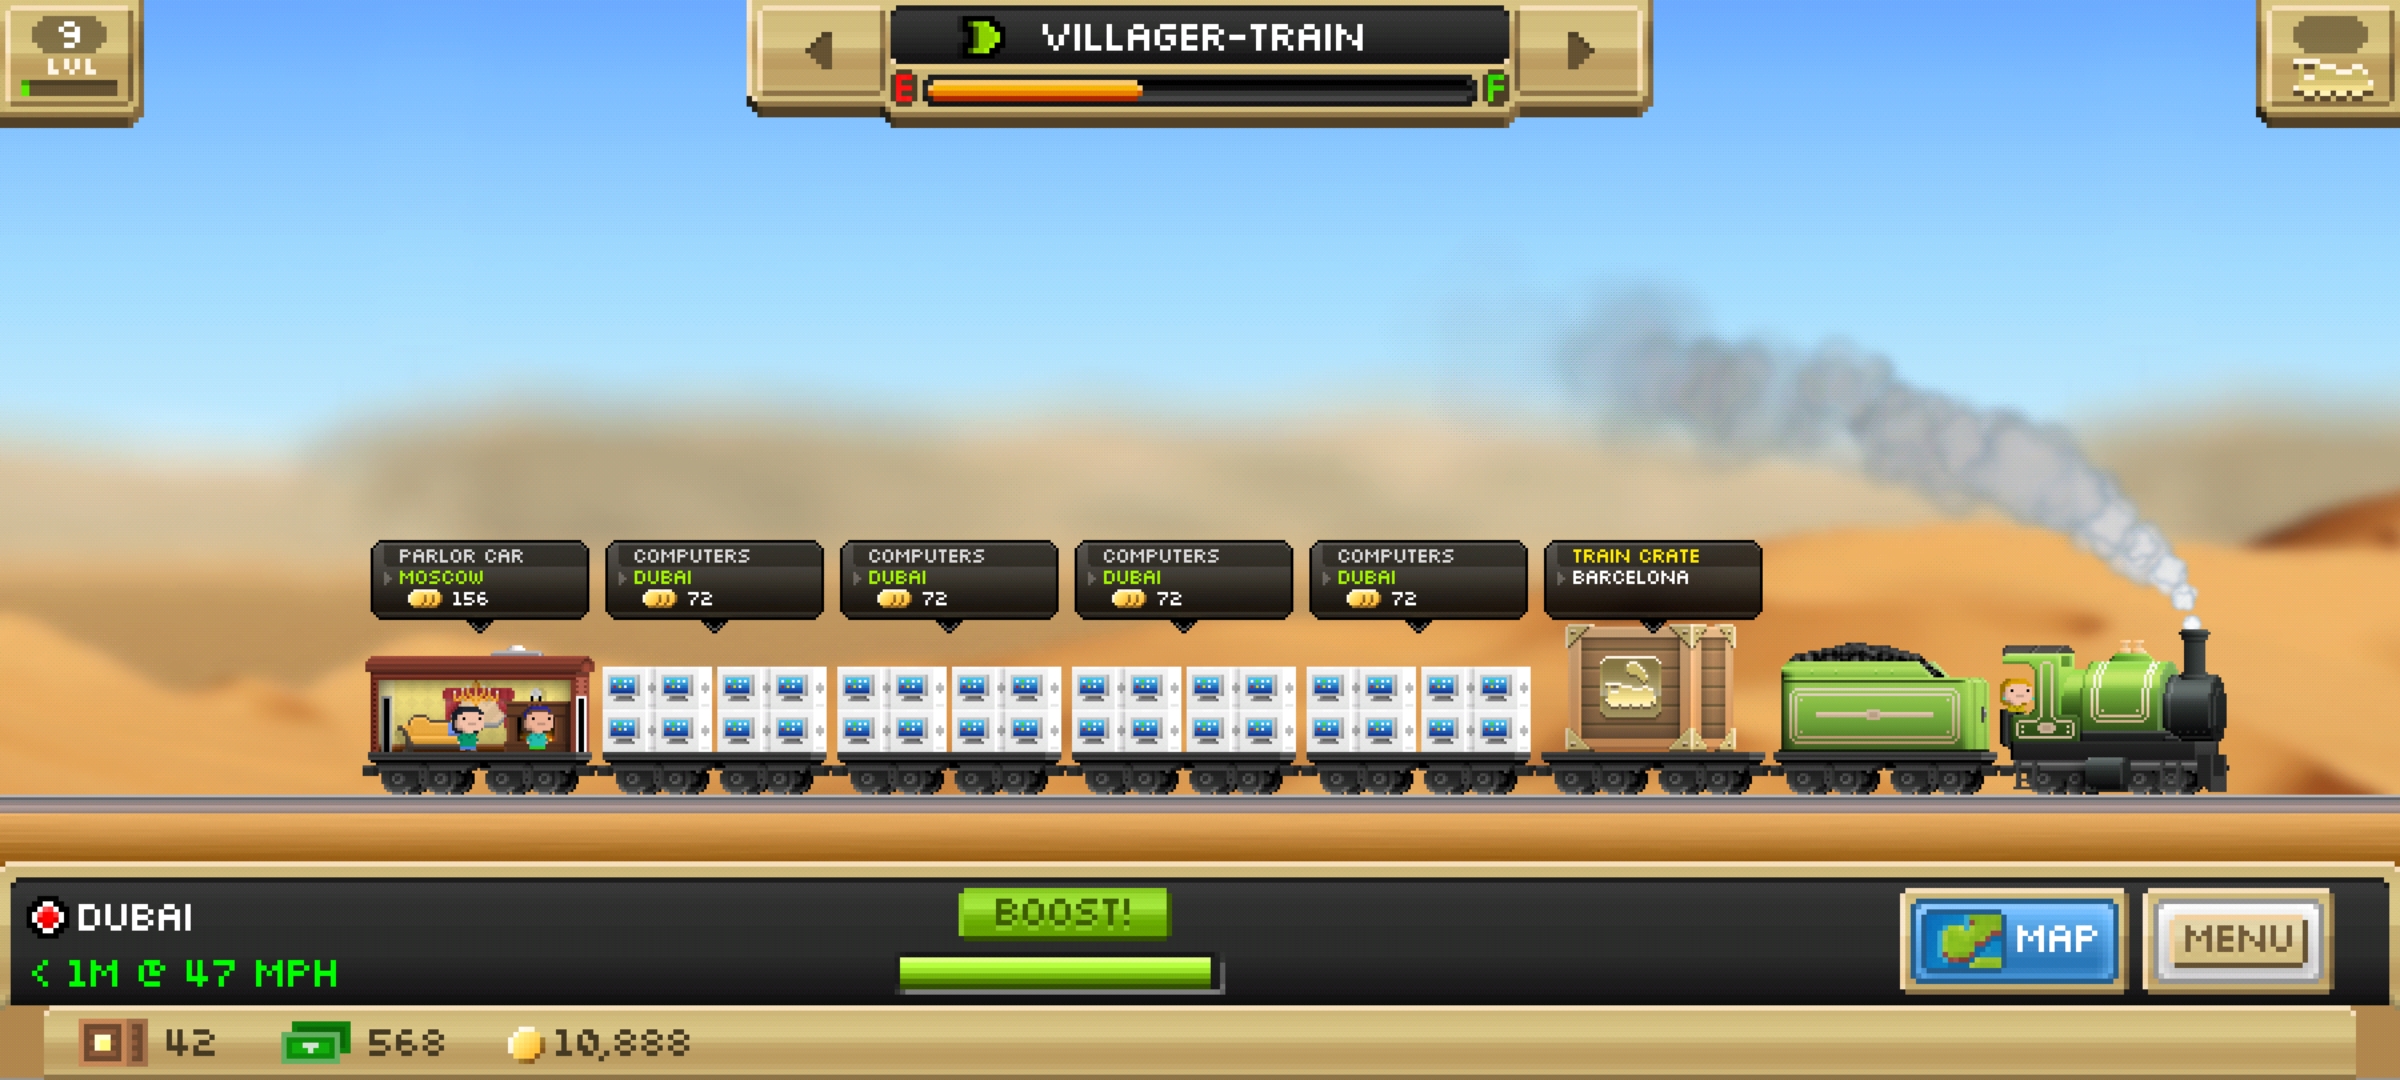 9
LVL
VILLAGER-TRAIN
E F
PARLOR CAR
MOSCOW
156
COMPUTERS
DUBAI
72
COMPUTERS
DUBAI
72
COMPUTERS
DUBAI
72
COMPUTERS
DUBAI
72
TRAIN CRATE
BARCELONA
DUBAI
< 1M @ 47 MPH
BOOST!
MAP
MENU
42 568 10,888